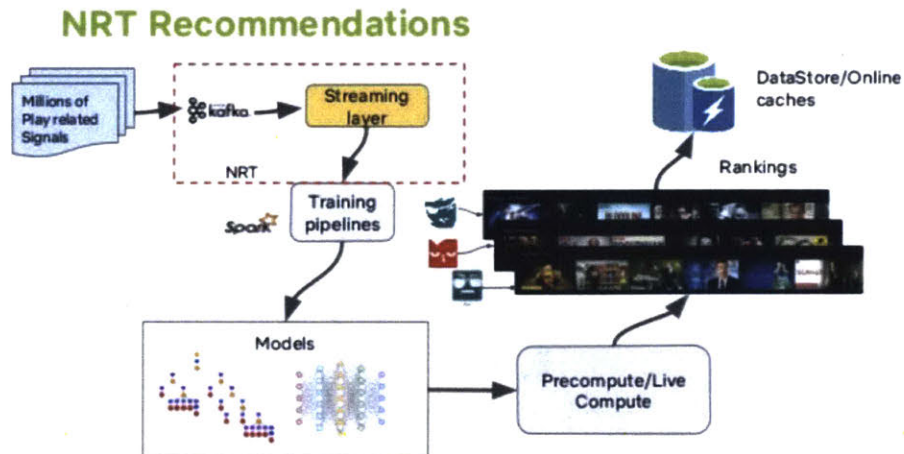 NRT Recommendations
Millions of
Play related
Signals
kafka
Streaming
layer
NRT
Spark
Training
pipelines
Models
Precompute/Live
Compute
Rankings
DataStore/Online
caches